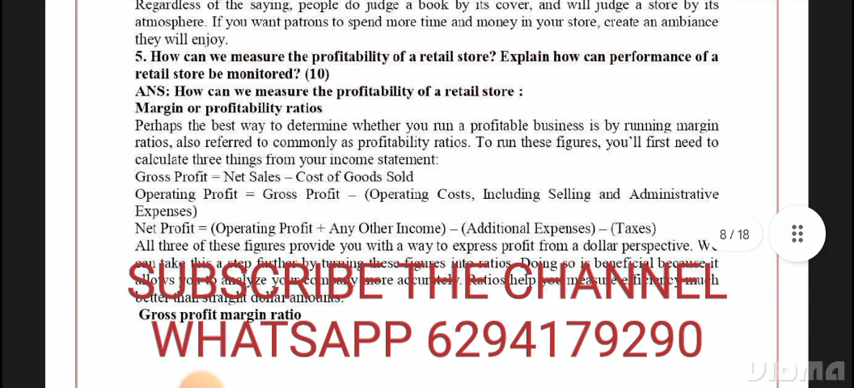 Regardless of the saying, people do judge a book by its cover, and will judge a store by its
atmosphere. If you want patrons to spend more time and money in your store, create an ambiance
they will enjoy.
5. How can we measure the profitability of a retail store? Explain how can performance of a
retail store be monitored? (10)
ANS: How can we measure the profitability of a retail store :
Margin or profitability ratios
Perhaps the best way to determine whether you run a profitable business is by running margin
ratios, also referred to commonly as profitability ratios. To run these figures, you'll first need to
calculate three things from your income statement:
Gross Profit = Net Sales – Cost of Goods Sold
Operating Profit = Gross Profit – (Operating Costs, Including Selling and Administrative
Expenses)
Net Profit = (Operating Profit + Any Other Income) – (Additional Expenses) – (Taxes)
8 / 18
All three of these figures provide you with a way to express profit from a dollar perspective. We
can take this a step further by turning these figures into ratios. Doing so is beneficial because it
SUBSCRIBE THE CHANNEL
allows you to analyze your company more accurately. Ratios help you measure efficiency much
better than straight dollar amounts.
Gross profit margin ratio
WHATSAPP 6294179290
VIDMA